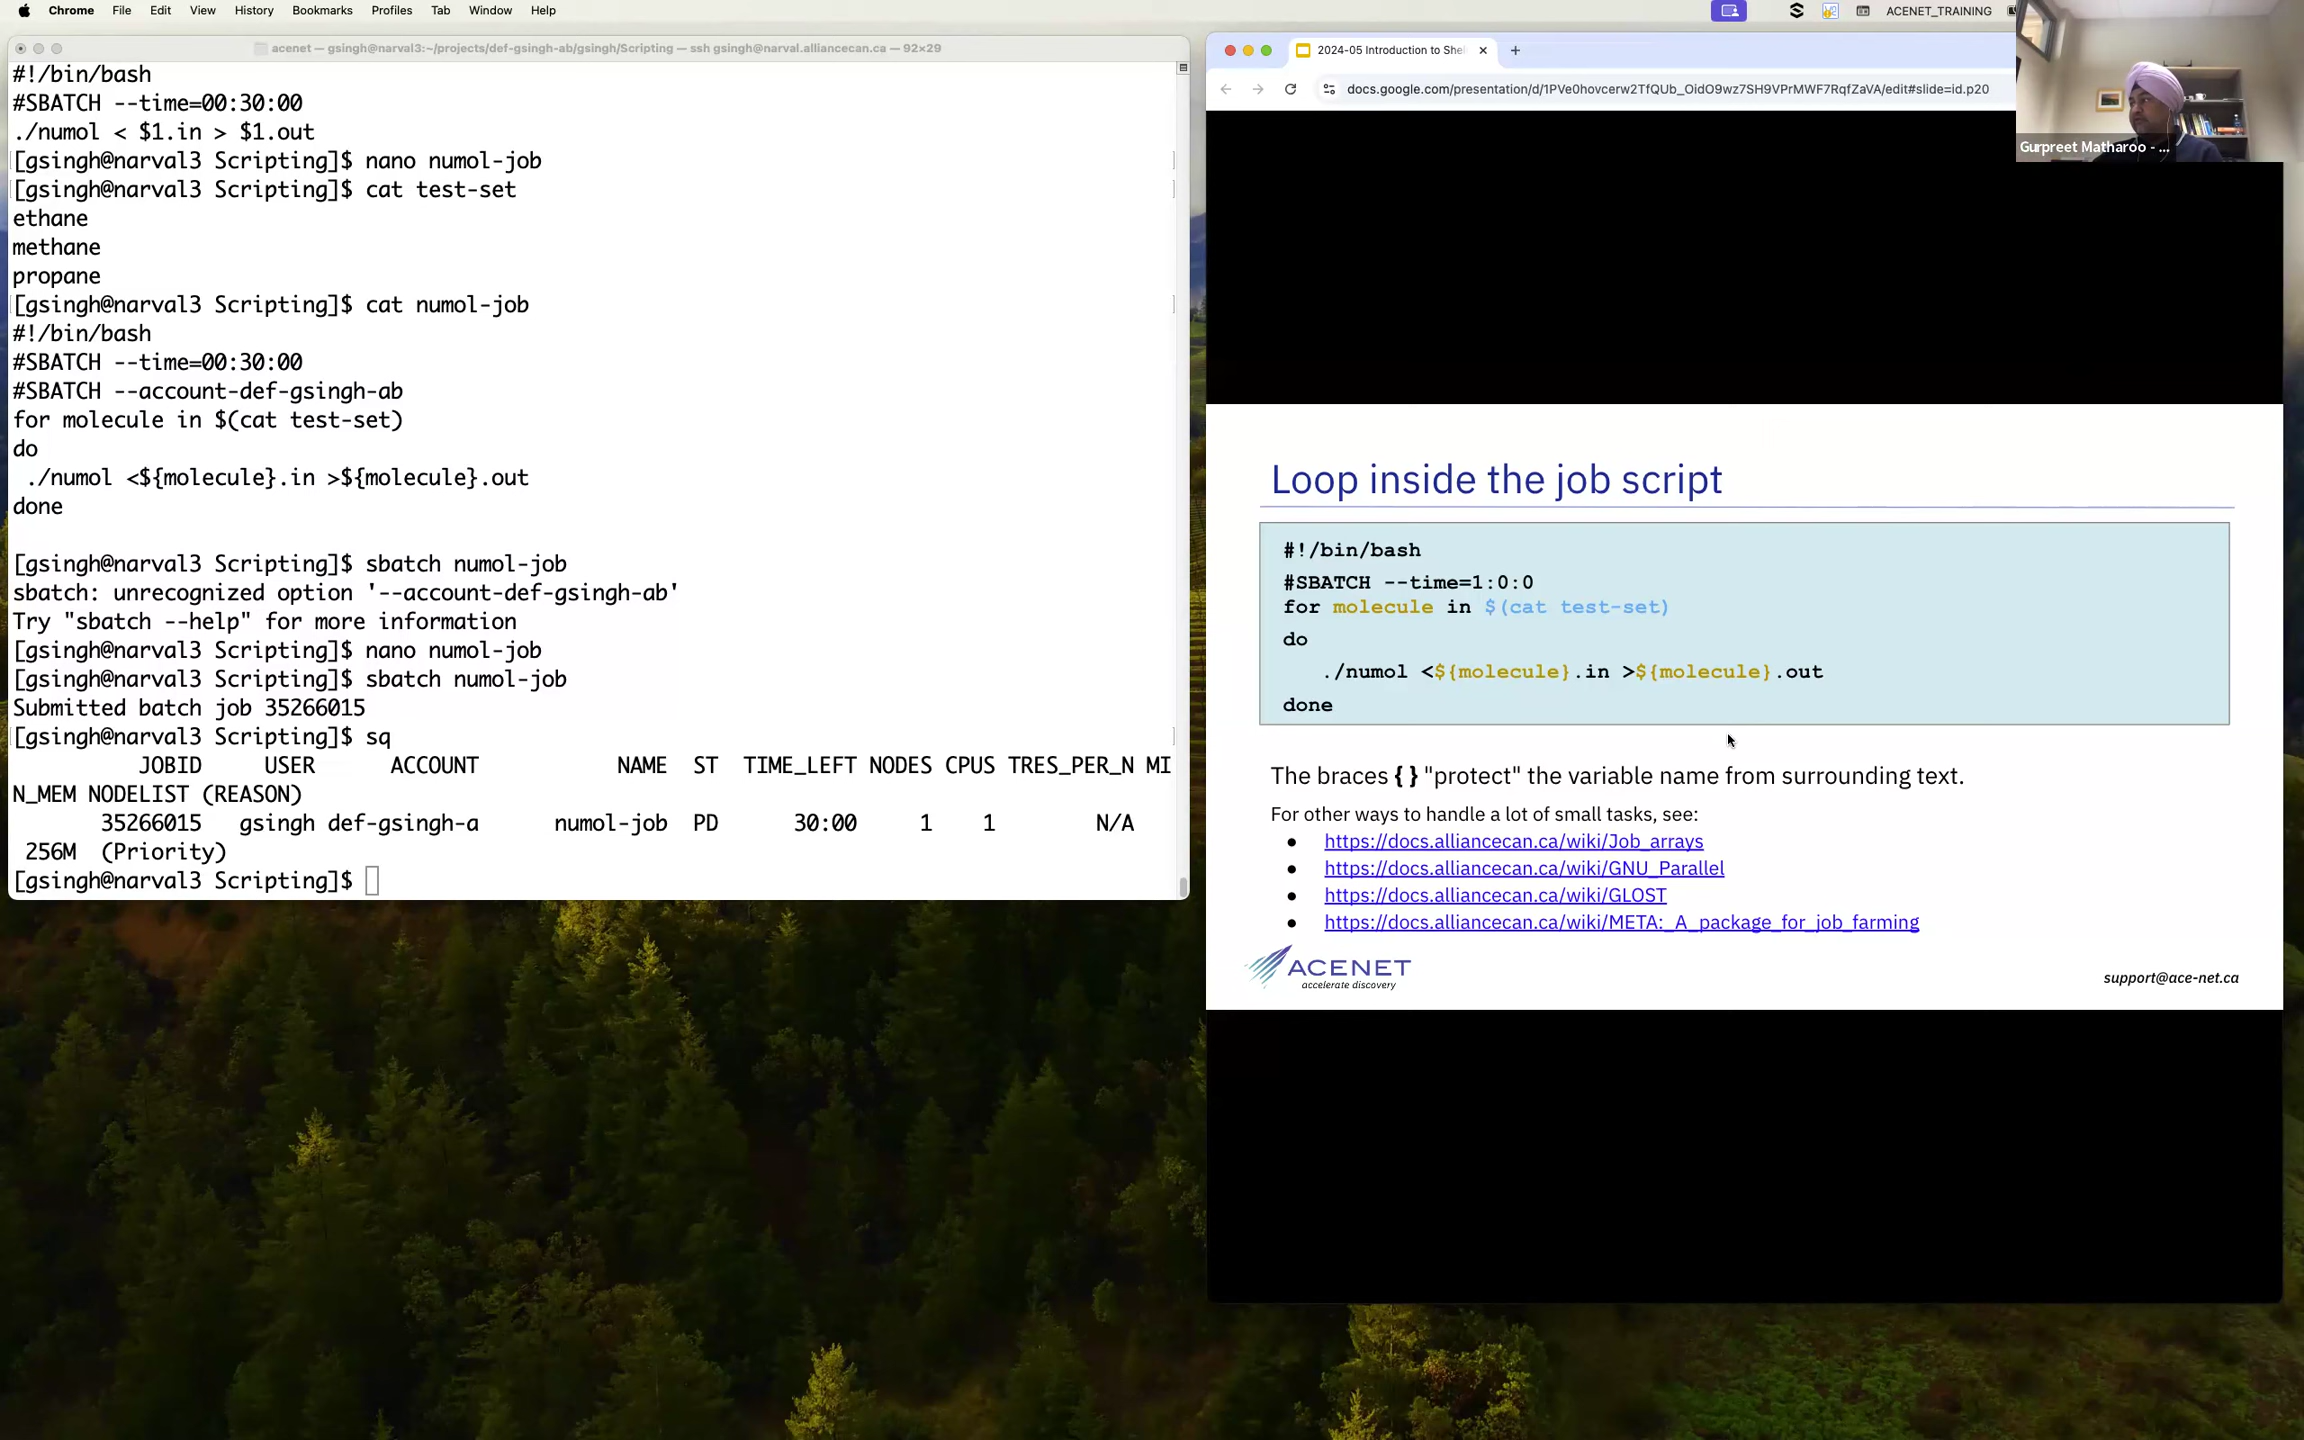 Chrome File Edit View History Bookmarks Profiles Tab Window Help
ACENET_TRAINING
acenet — gsingh@narval3:~/projects/def-gsingh-ab/gsingh/Scripting — ssh gsingh@narval.alliancecan.ca — 92×29
#!/bin/bash
#SBATCH --time=00:30:00
./numol < $1.in > $1.out
[gsingh@narval3 Scripting]$ nano numol-job
[gsingh@narval3 Scripting]$ cat test-set
ethane
methane
propane
[gsingh@narval3 Scripting]$ cat numol-job
#!/bin/bash
#SBATCH --time=00:30:00
#SBATCH --account-def-gsingh-ab
for molecule in $(cat test-set)
do
 ./numol <${molecule}.in >${molecule}.out
done
[gsingh@narval3 Scripting]$ sbatch numol-job
sbatch: unrecognized option '--account-def-gsingh-ab'
Try "sbatch --help" for more information
[gsingh@narval3 Scripting]$ nano numol-job
[gsingh@narval3 Scripting]$ sbatch numol-job
Submitted batch job 35266015
[gsingh@narval3 Scripting]$ sq
JOBID USER ACCOUNT NAME ST TIME_LEFT NODES CPUS TRES_PER_N MI
N_MEM NODELIST (REASON)
35266015 gsingh def-gsingh-a numol-job PD 30:00 1 1 N/A
256M (Priority)
[gsingh@narval3 Scripting]$
2024-05 Introduction to She
docs.google.com/presentation/d/1PVe0hovcerw2TfQUb_OidO9wz7SH9VPrMWF7RqfZaVA/edit#slide=id.p20
Gurpreet Matharoo - ...
Loop inside the job script
#!/bin/bash
#SBATCH --time=1:0:0
for molecule in $(cat test-set)
do
./numol <${molecule}.in >${molecule}.out
done
The braces { } "protect" the variable name from surrounding text.
For other ways to handle a lot of small tasks, see:
● https://docs.alliancecan.ca/wiki/Job_arrays
● https://docs.alliancecan.ca/wiki/GNU_Parallel
● https://docs.alliancecan.ca/wiki/GLOST
● https://docs.alliancecan.ca/wiki/META:_A_package_for_job_farming
ACENET
accelerate discovery
support@ace-net.ca